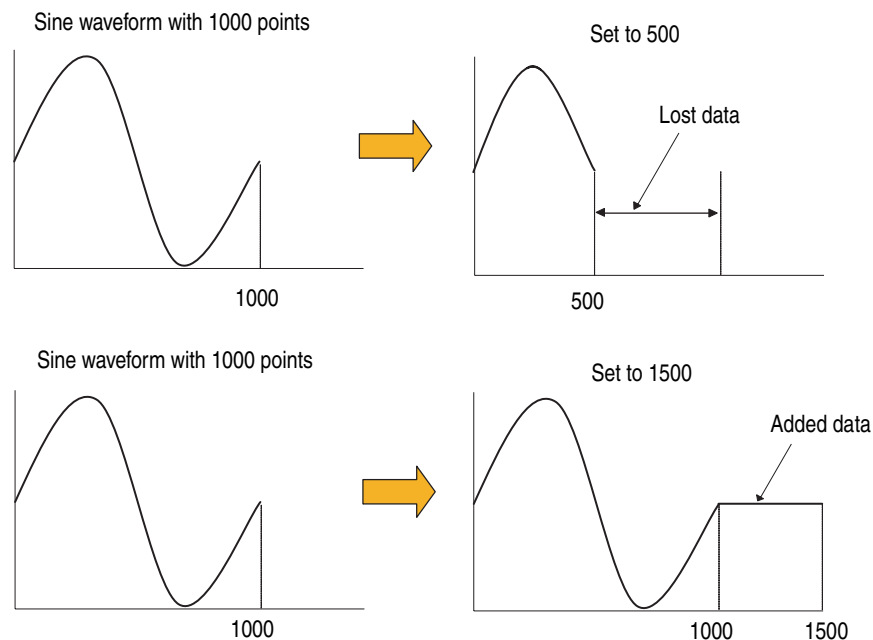 Sine waveform with 1000 points
Set to 500
Lost data
1000
500
Sine waveform with 1000 points
Set to 1500
Added data
1000
1000
1500